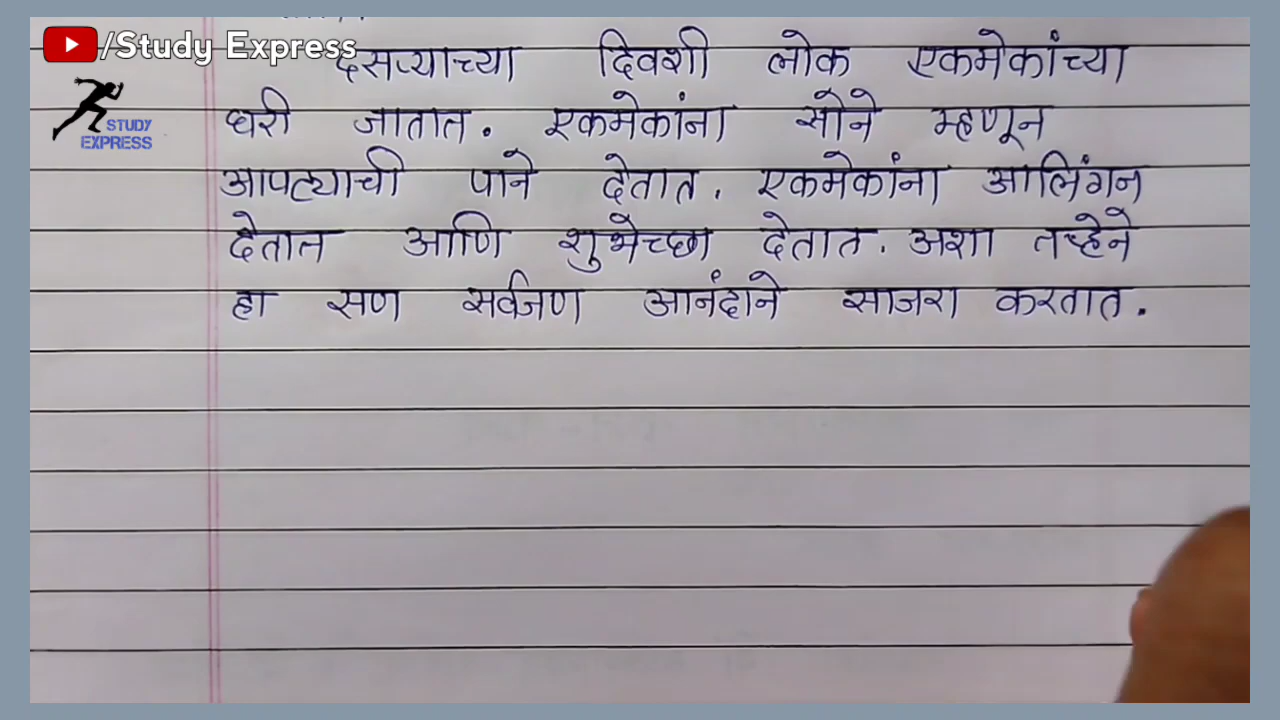 /Study Express
STUDY
EXPRESS
दसऱ्याच्या दिवशी लोक एकमेकांच्या
घरी जातात. एकमेकांना सोने म्हणून
आपट्याची पाने देतात. एकमेकांना आलिंगन
देतात आणि शुभेच्छा देतात. अशा तऱ्हेने
हा सण सर्वजण आनंदाने साजरा करतात.